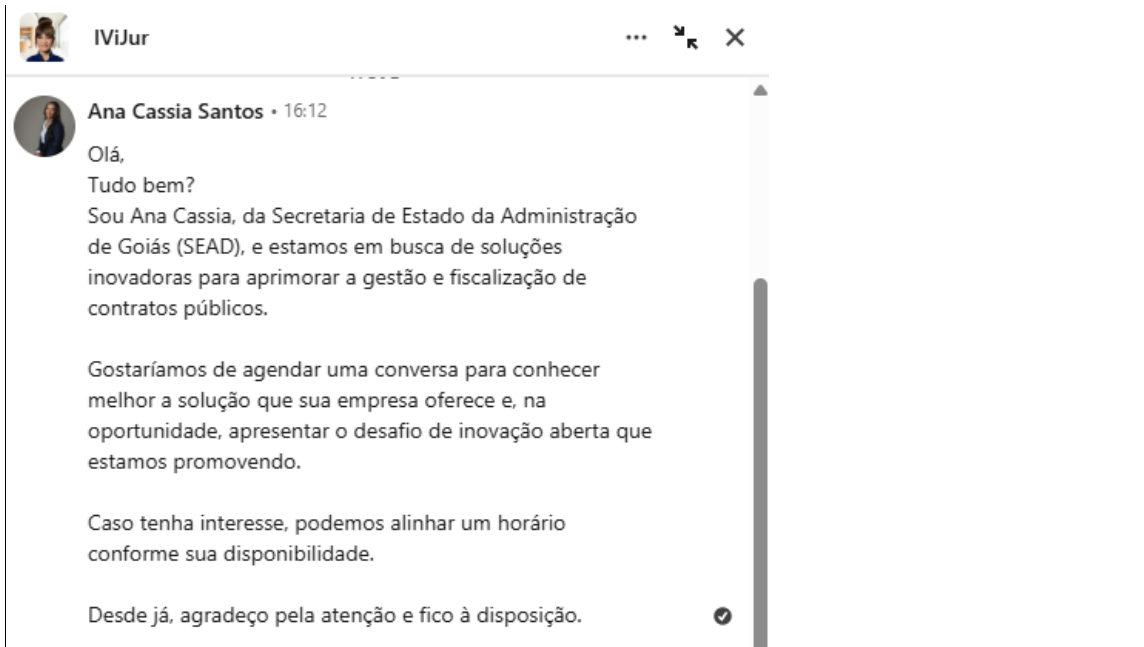 IViJur
Ana Cassia Santos • 16:12
Olá,
Tudo bem?
Sou Ana Cassia, da Secretaria de Estado da Administração
de Goiás (SEAD), e estamos em busca de soluções
inovadoras para aprimorar a gestão e fiscalização de
contratos públicos.
Gostaríamos de agendar uma conversa para conhecer
melhor a solução que sua empresa oferece e, na
oportunidade, apresentar o desafio de inovação aberta que
estamos promovendo.
Caso tenha interesse, podemos alinhar um horário
conforme sua disponibilidade.
Desde já, agradeço pela atenção e fico à disposição.